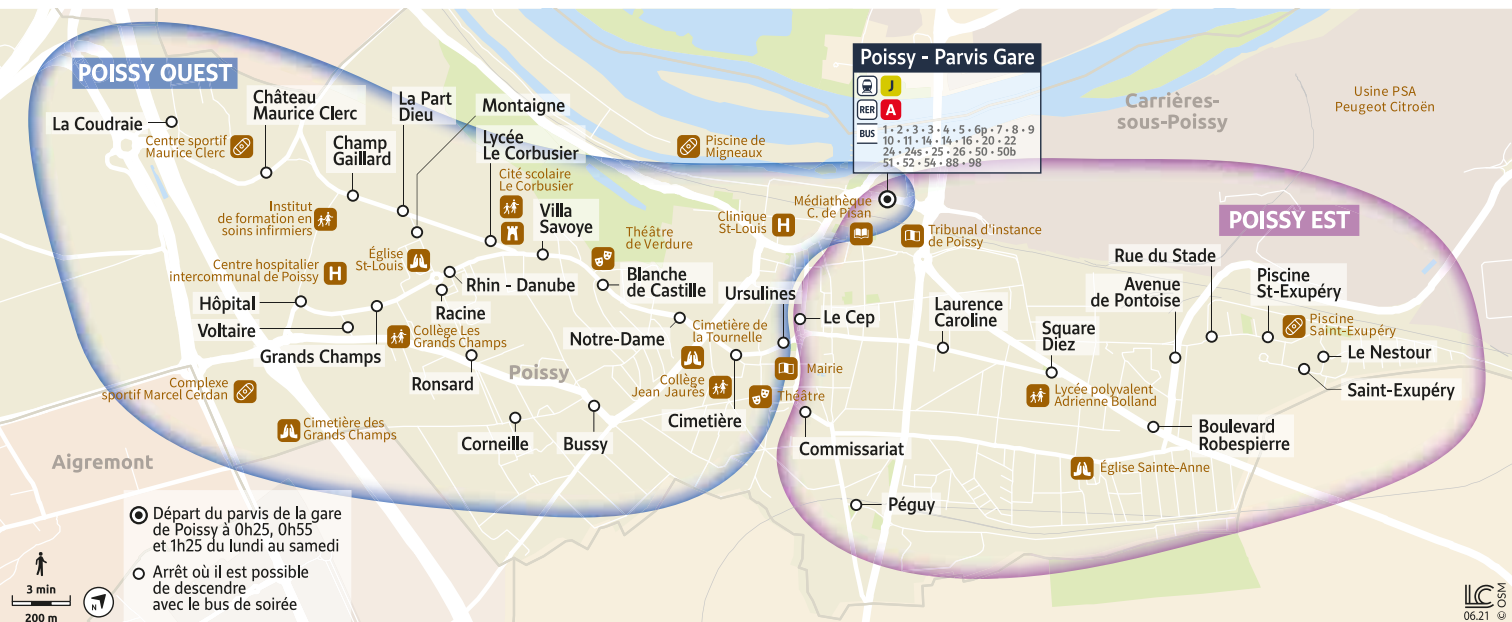 POISSY OUEST
La Coudraie
Centre sportif
Maurice Clerc
Château
Maurice Clerc
Champ
Gaillard
La Part
Dieu
Montaigne
Lycée
Le Corbusier
Cité scolaire
Le Corbusier
Villa
Savoye
Institut
de formation en
soins infirmiers
Centre hospitalier
intercommunal de Poissy
H
Église
St-Louis
Rhin - Danube
Racine
Hôpital
Voltaire
Grands Champs
Collège Les
Grands Champs
Ronsard
Théâtre
de Verdure
Blanche
de Castille
Notre-Dame
Ursulines
Cimetière de
la Tournelle
Collège
Jean Jaurès
Cimetière
Mairie
Théâtre
Poissy
Corneille
Bussy
Complexe
sportif Marcel Cerdan
Cimetière des
Grands Champs
Aigremont
Piscine de
Migneaux
Clinique
St-Louis
H
Médiathèque
C. de Pisan
Poissy - Parvis Gare
J
RER
A
BUS
1 • 2 • 3 • 3 • 4 • 5 • 6p • 7 • 8 • 9
10 • 11 • 14 • 14 • 16 • 20 • 22
24 • 24s • 25 • 26 • 50 • 50b
51 • 52 • 54 • 88 • 98
Carrières-
sous-Poissy
Usine PSA
Peugeot Citroën
POISSY EST
Tribunal d'instance
de Poissy
Le Cep
Laurence
Caroline
Square
Diez
Rue du Stade
Avenue
de Pontoise
Piscine
St-Exupéry
Piscine
Saint-Exupéry
Le Nestour
Saint-Exupéry
Lycée polyvalent
Adrienne Bolland
Boulevard
Robespierre
Commissariat
Église Sainte-Anne
Péguy
Départ du parvis de la gare
de Poissy à 0h25, 0h55
et 1h25 du lundi au samedi
Arrêt où il est possible
de descendre
avec le bus de soirée
3 min
200 m
N
LC
06.21
© OSM